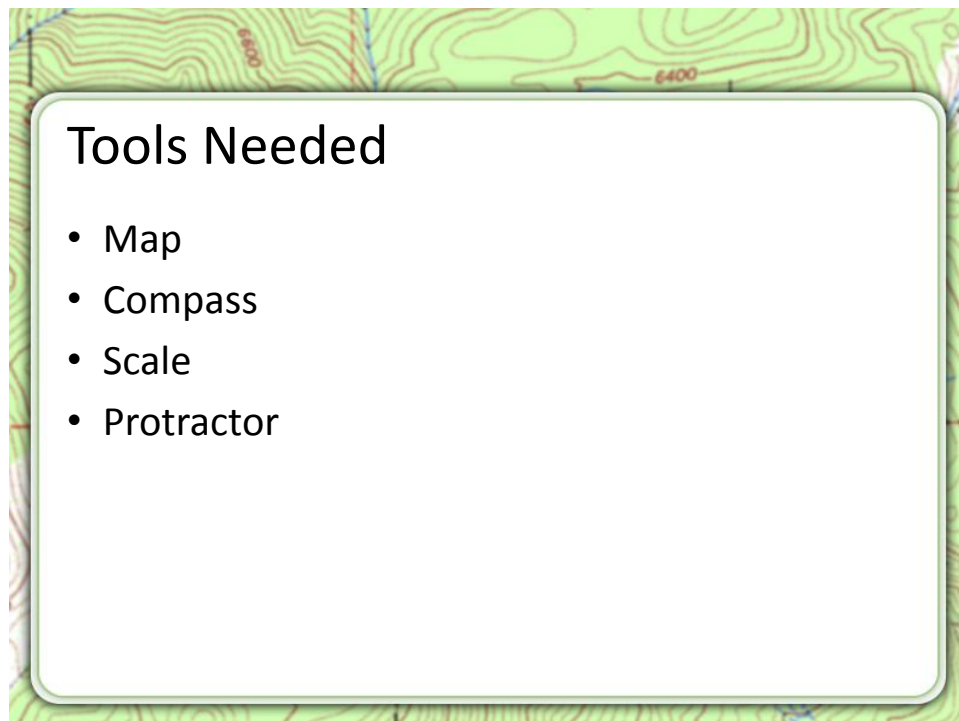 6600
6400
Tools Needed
• Map
• Compass
• Scale
• Protractor